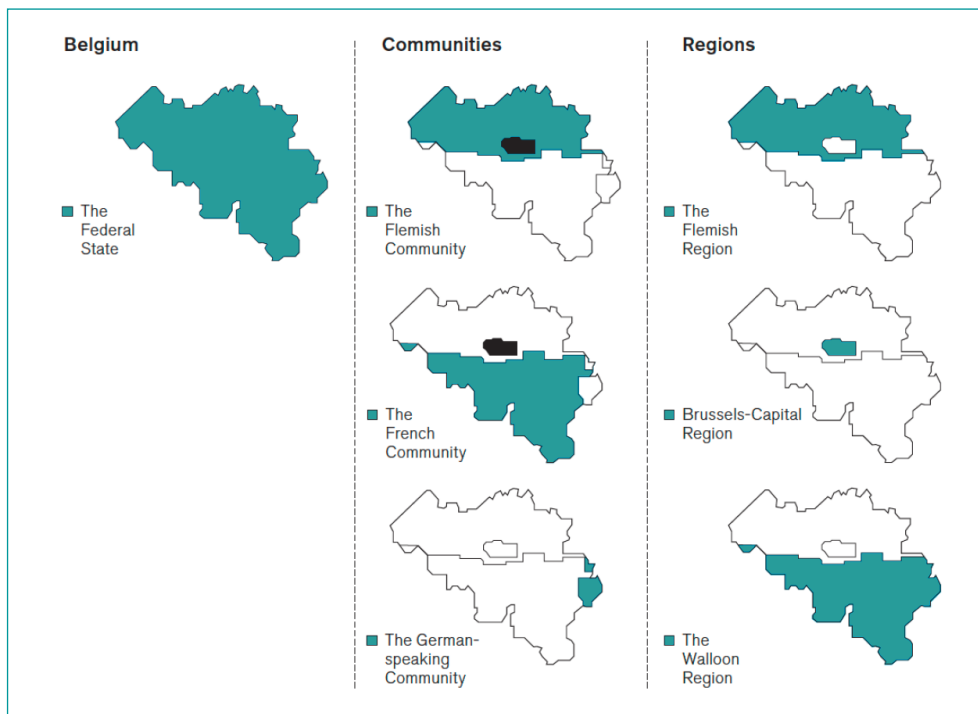 Belgium
The
Federal
State
Communities
The
Flemish
Community
The
French
Community
The German-
speaking
Community
Regions
The
Flemish
Region
Brussels-Capital
Region
The
Walloon
Region